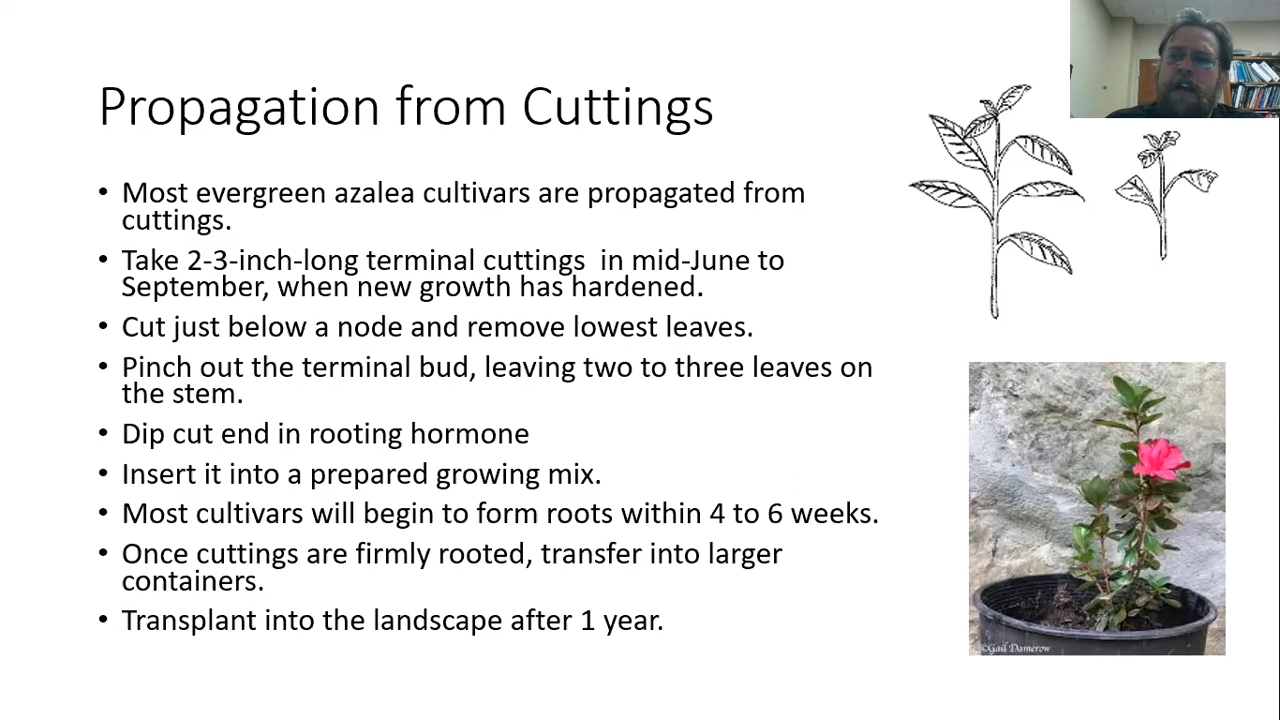 Propagation from Cuttings
• Most evergreen azalea cultivars are propagated from
cuttings.
• Take 2-3-inch-long terminal cuttings  in mid-June to
September, when new growth has hardened.
• Cut just below a node and remove lowest leaves.
• Pinch out the terminal bud, leaving two to three leaves on
the stem.
• Dip cut end in rooting hormone
• Insert it into a prepared growing mix.
• Most cultivars will begin to form roots within 4 to 6 weeks.
• Once cuttings are firmly rooted, transfer into larger
containers.
• Transplant into the landscape after 1 year.
©Gail Damerow